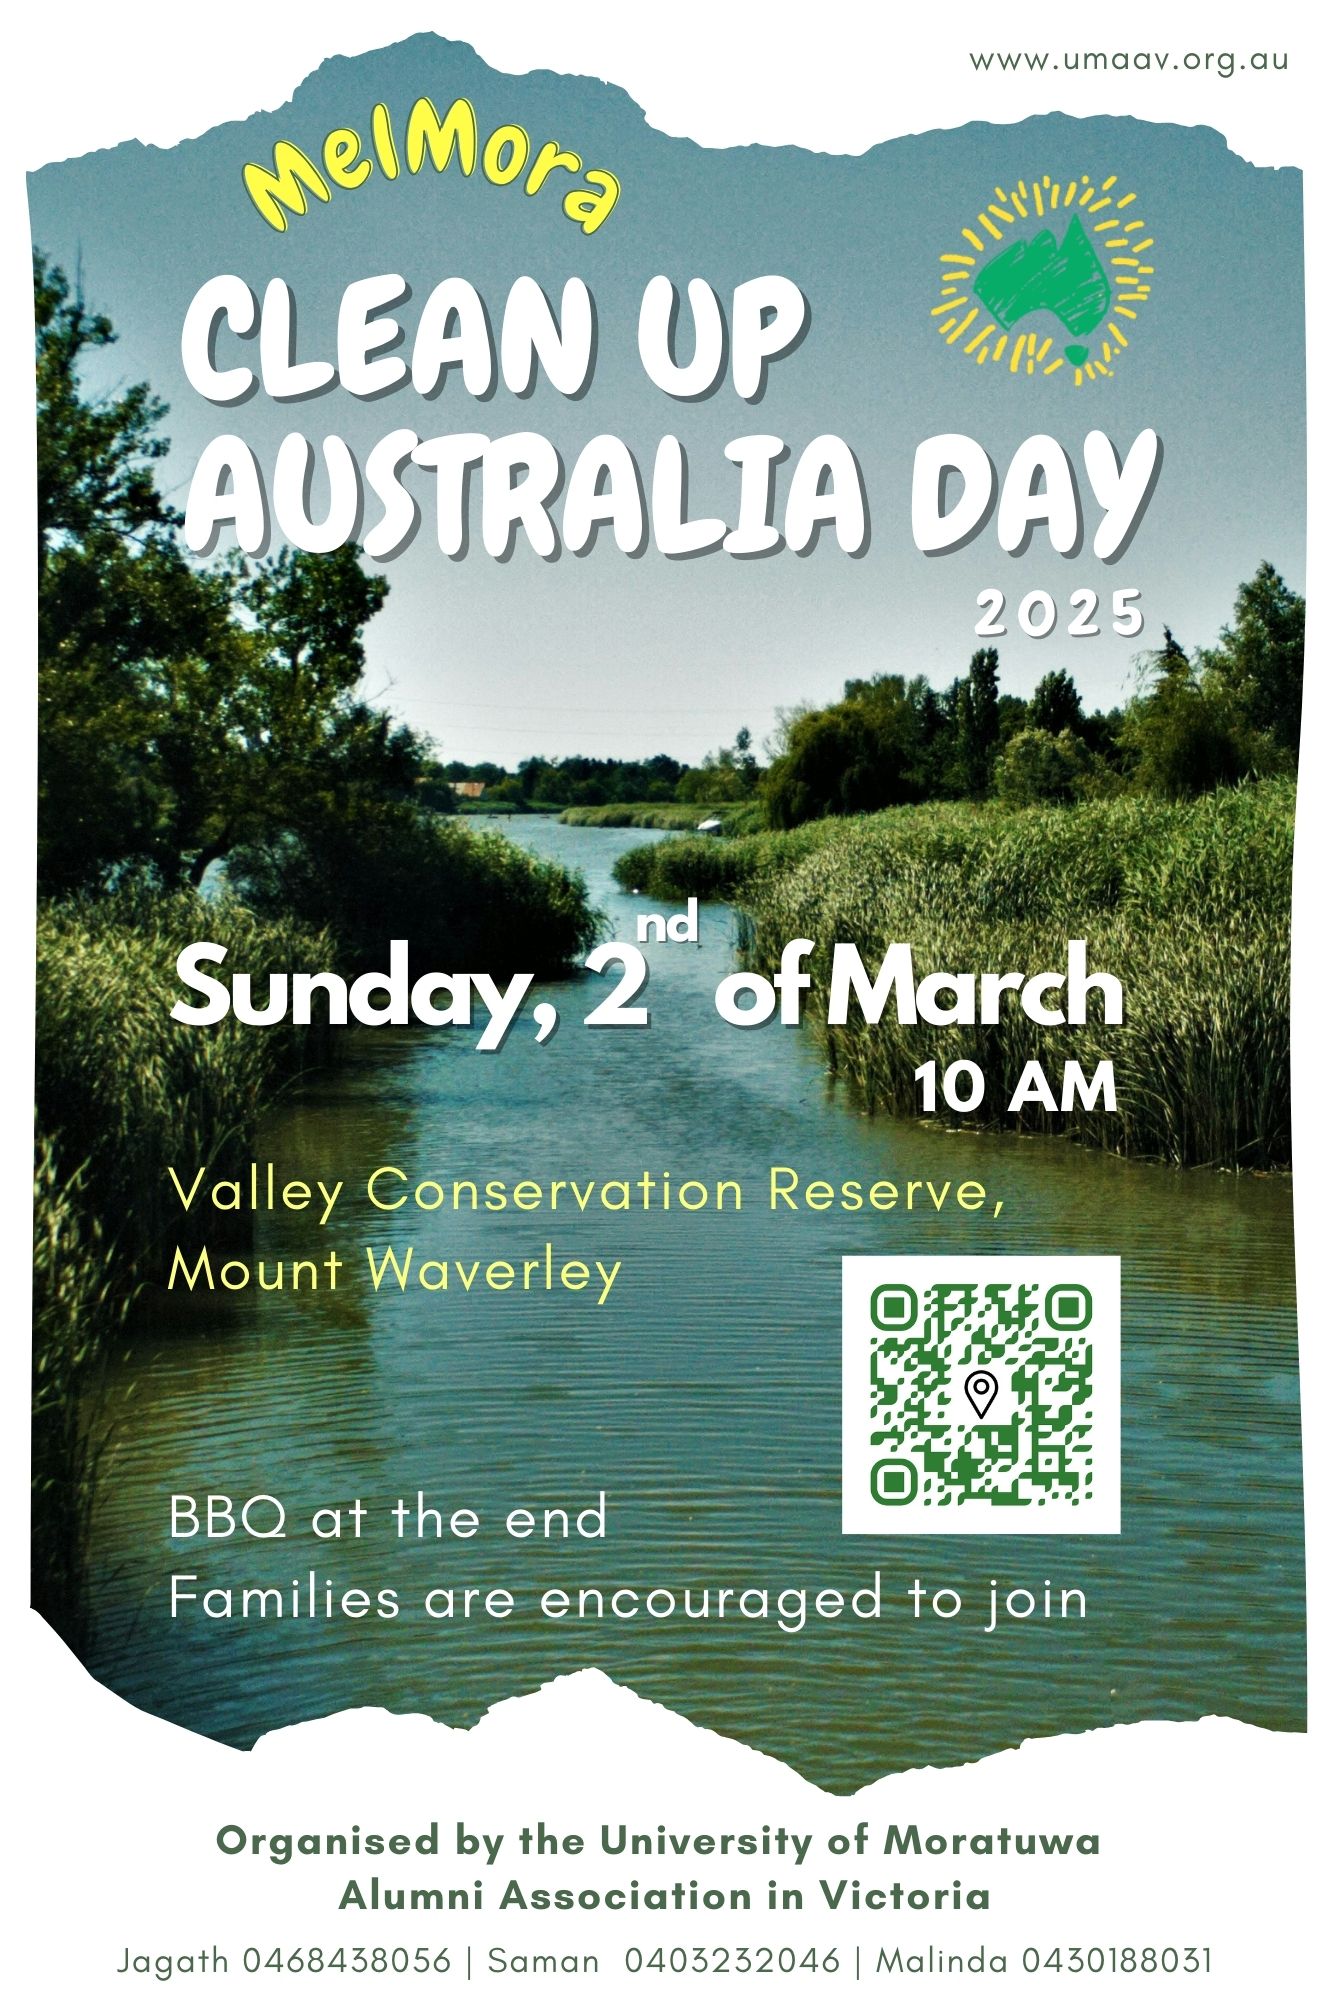 www.umaav.org.au
MelMora
CLEAN UP
AUSTRALIA DAY
2025
Sunday, 2nd of March
10 AM
Valley Conservation Reserve,
Mount Waverley
BBQ at the end
Families are encouraged to join
Organised by the University of Moratuwa
Alumni Association in Victoria
Jagath 0468438056 | Saman 0403232046 | Malinda 0430188031